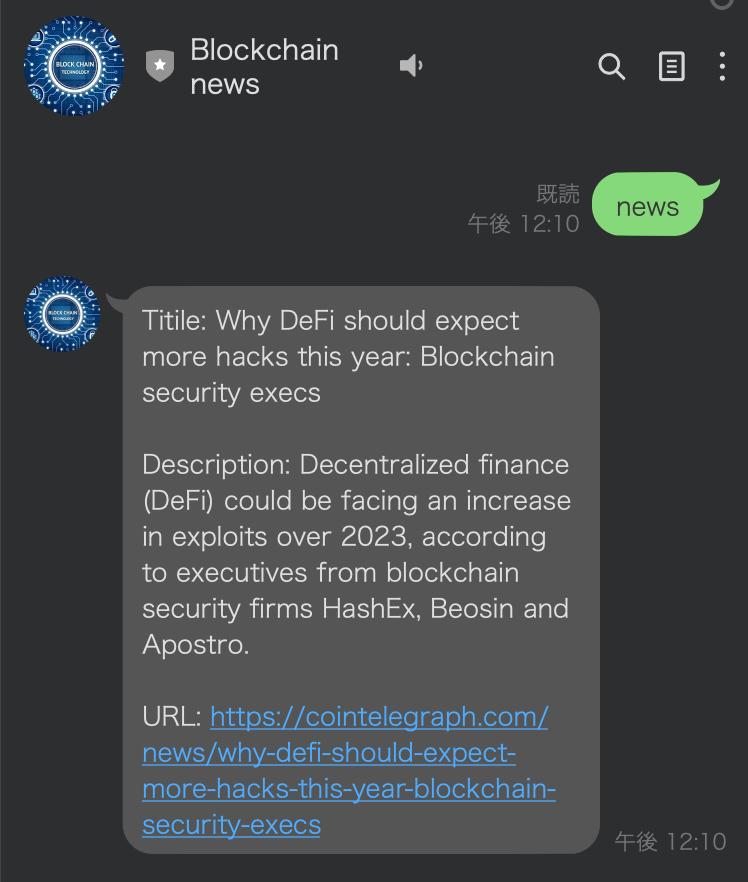 BLOCK CHAIN
TECHNOLOGY
Blockchain
news
既読
午後 12:10
news
BLOCK CHAIN
TECHNOLOGY
Titile: Why DeFi should expect
more hacks this year: Blockchain
security execs
Description: Decentralized finance
(DeFi) could be facing an increase
in exploits over 2023, according
to executives from blockchain
security firms HashEx, Beosin and
Apostro.
URL: https://cointelegraph.com/
news/why-defi-should-expect-
more-hacks-this-year-blockchain-
security-execs
午後 12:10